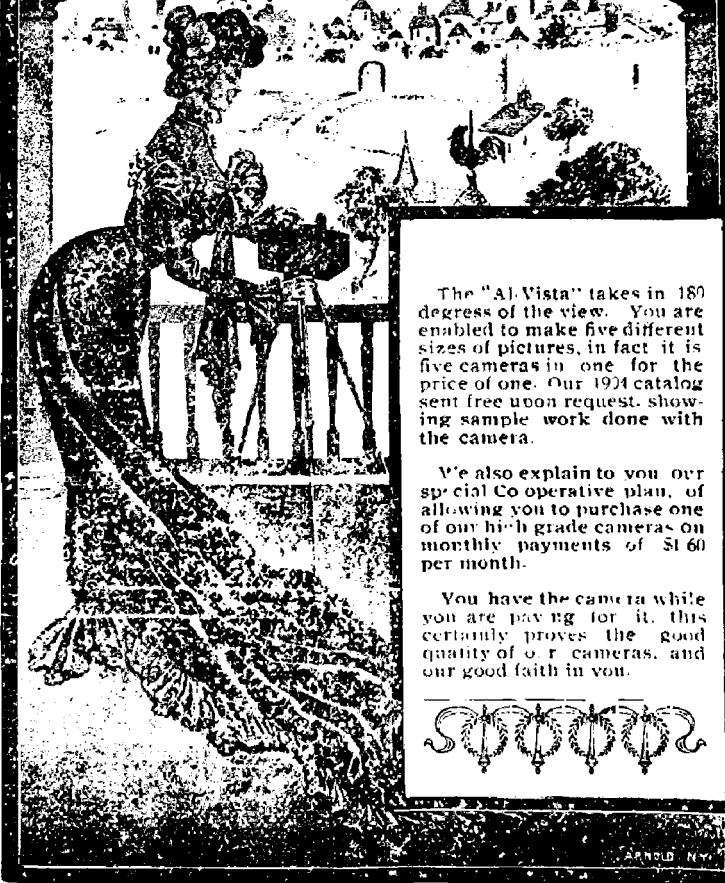 The "Al-Vista" takes in 180
degress of the view. You are
enabled to make five different
sizes of pictures, in fact it is
five cameras in one for the
price of one. Our 1904 catalog
sent free upon request, show-
ing sample work done with
the camera.
We also explain to you our
special Co operative plan, of
allowing you to purchase one
of our high grade cameras on
monthly payments of $1 60
per month.
You have the camera while
you are paying for it, this
certainly proves the good
quality of our cameras, and
our good faith in you.
ARNOLD N.Y.